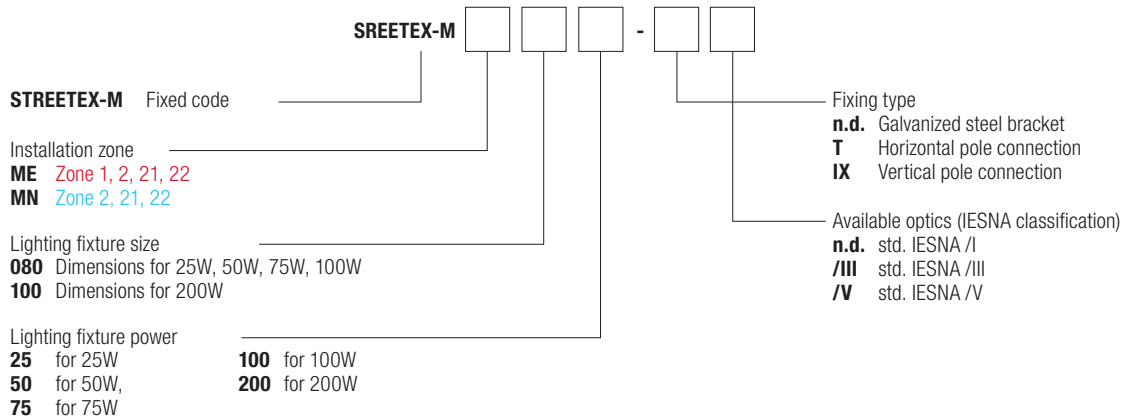 SREETEX-M -
STREETEX-M Fixed code
Installation zone
ME Zone 1, 2, 21, 22
MN Zone 2, 21, 22
Lighting fixture size
080 Dimensions for 25W, 50W, 75W, 100W
100 Dimensions for 200W
Lighting fixture power
25 for 25W 100 for 100W
50 for 50W, 200 for 200W
75 for 75W
Fixing type
n.d. Galvanized steel bracket
T Horizontal pole connection
IX Vertical pole connection
Available optics (IESNA classification)
n.d. std. IESNA /I
/III std. IESNA /III
/V std. IESNA /V